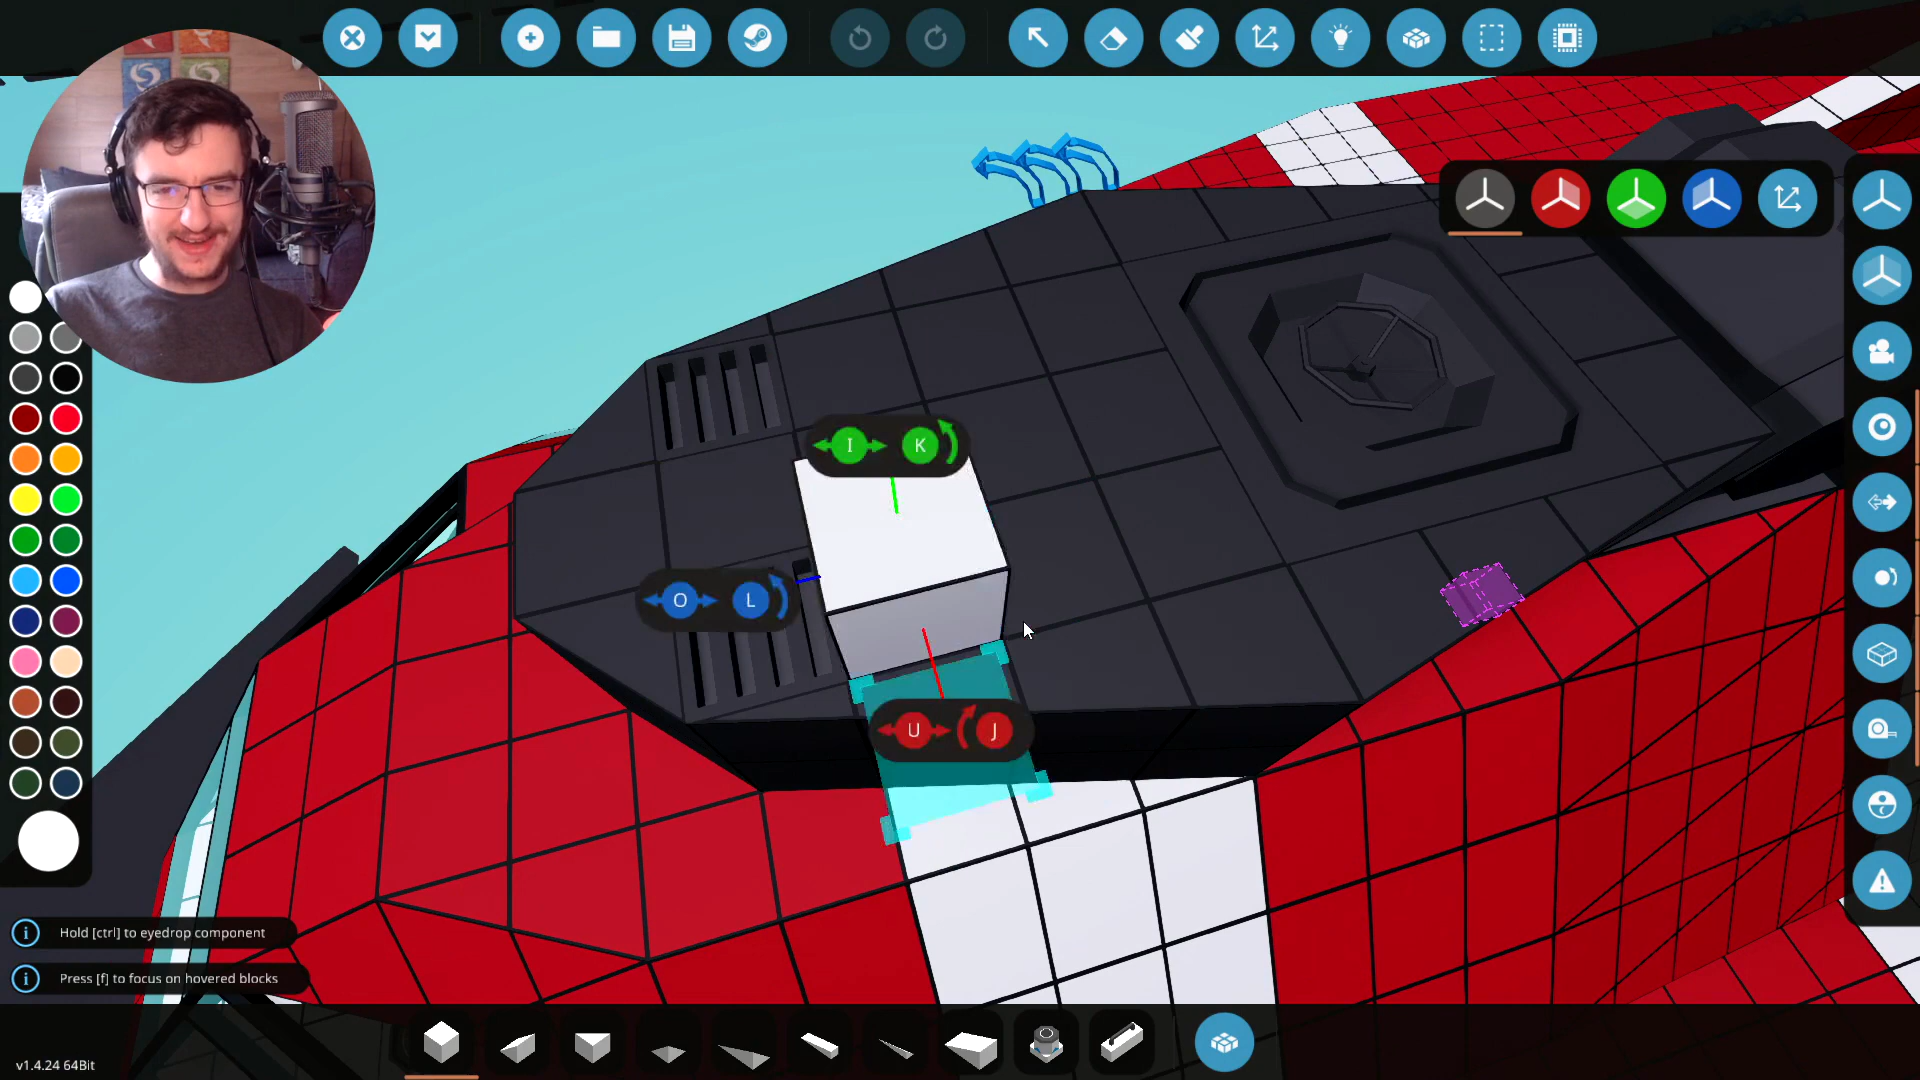 I K
O L
U J
Hold [ctrl] to eyedrop component
Press [f] to focus on hovered blocks
v1.4.24 64Bit